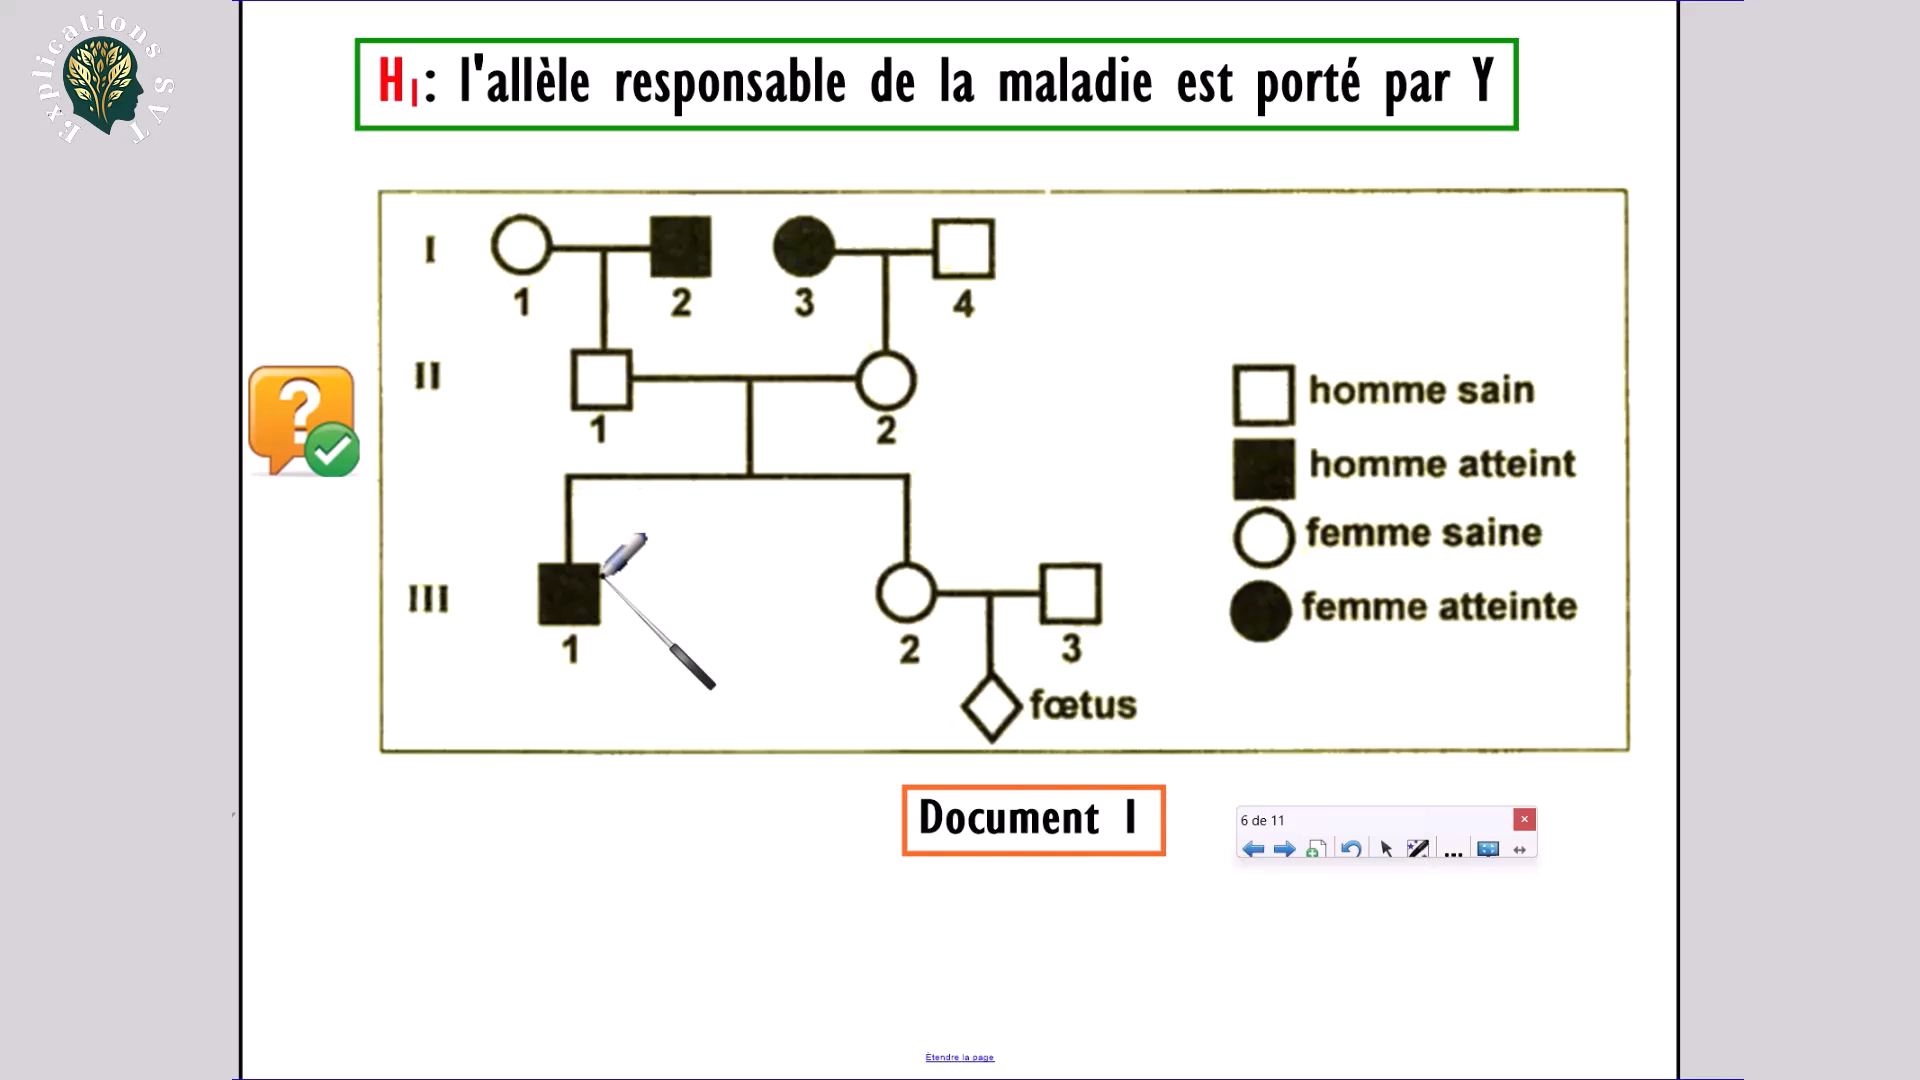 Explications SVT
H1: l'allèle responsable de la maladie est porté par Y
I
1 2 3 4
II
1 2
homme sain
homme atteint
femme saine
femme atteinte
III
1 2 3
fœtus
Document 1
6 de 11
Étendre la page